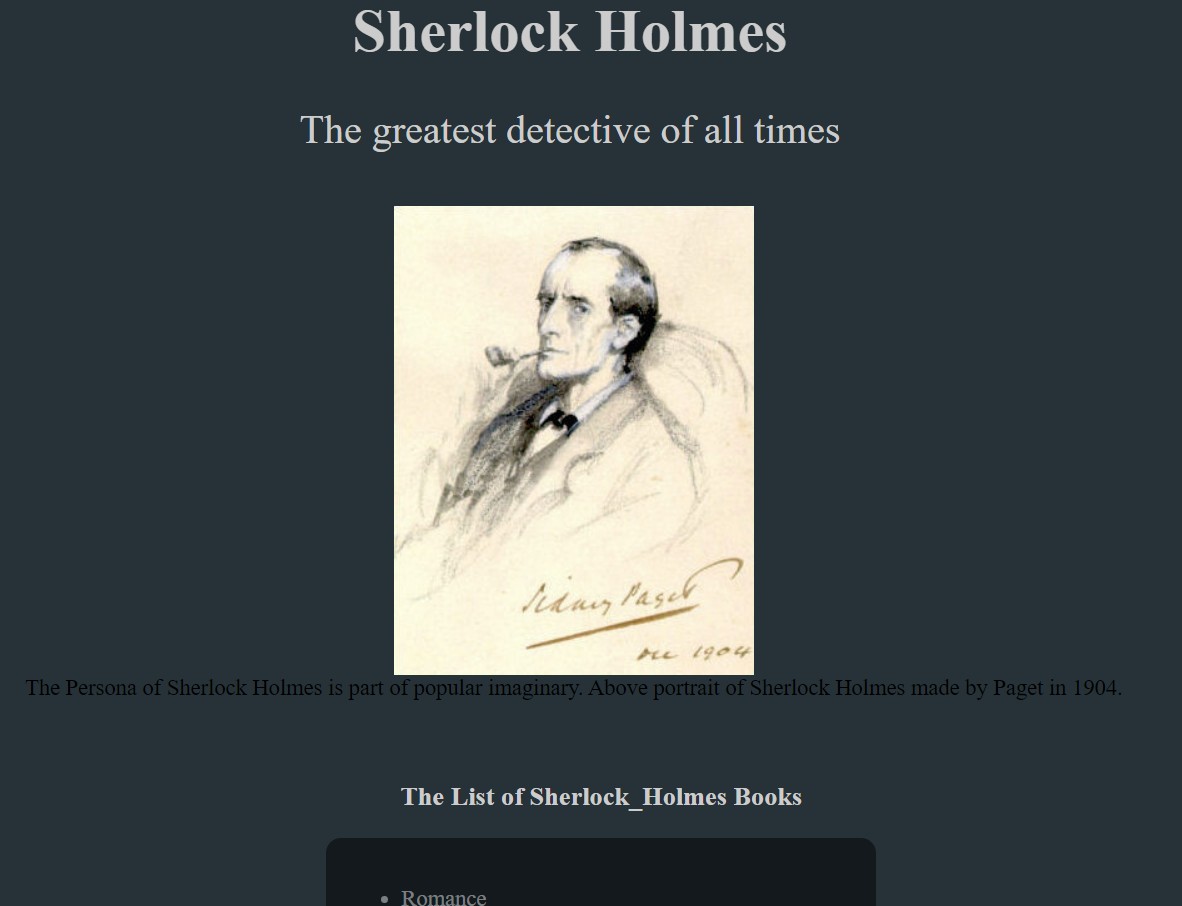 Sherlock Holmes
The greatest detective of all times
Sidney Paget
Dec 1904
The Persona of Sherlock Holmes is part of popular imaginary. Above portrait of Sherlock Holmes made by Paget in 1904.
The List of Sherlock_Holmes Books
Romance